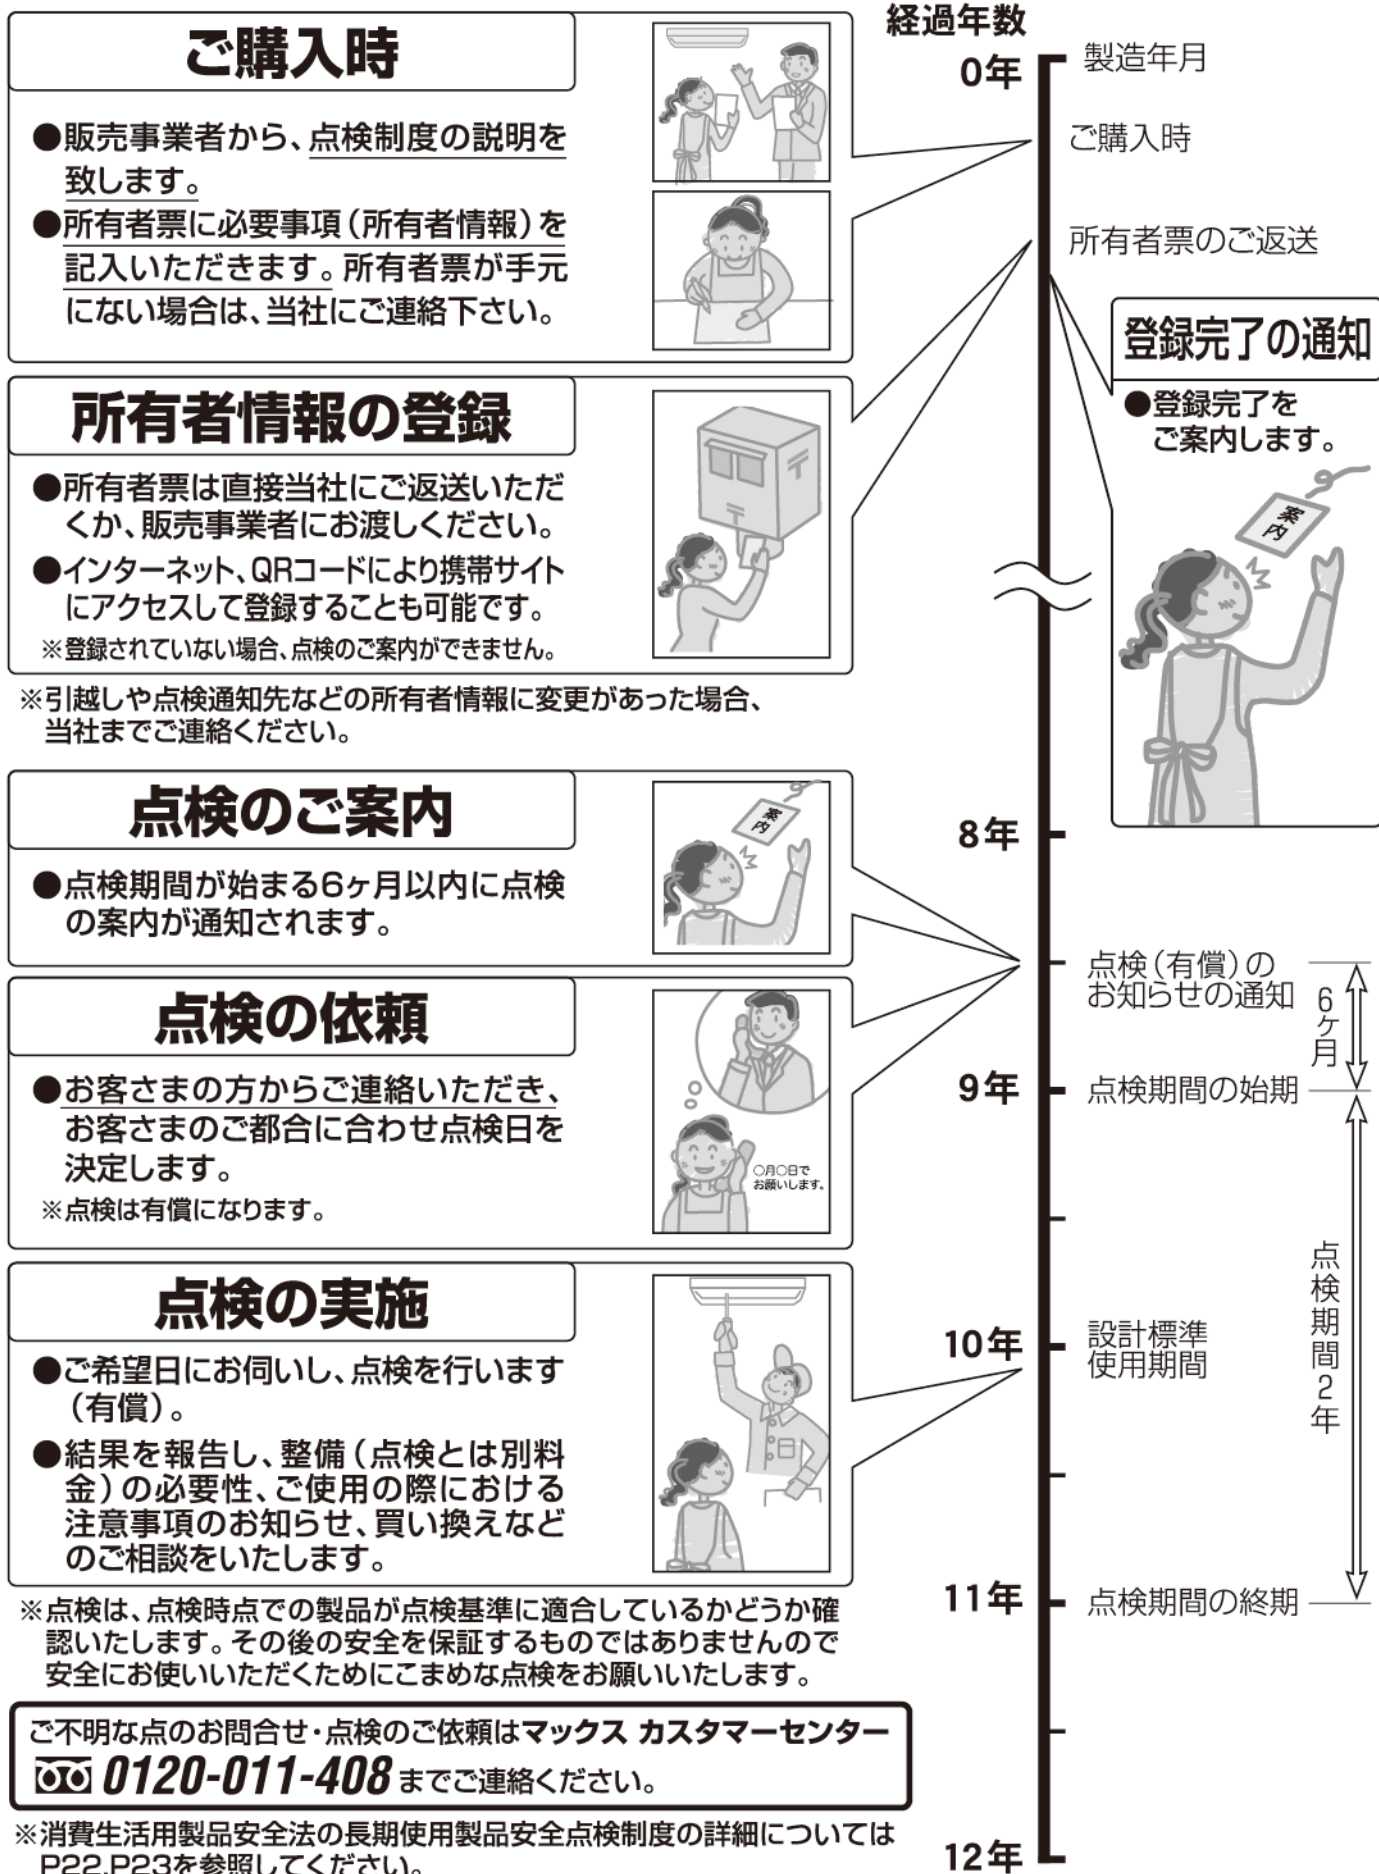 ご購入時
●販売事業者から、点検制度の説明を
致します。
●所有者票に必要事項（所有者情報）を
記入いただきます。所有者票が手元
にない場合は、当社にご連絡下さい。
所有者情報の登録
●所有者票は直接当社にご返送いただ
くか、販売事業者にお渡しください。
●インターネット、QRコードにより携帯サイト
にアクセスして登録することも可能です。
※登録されていない場合、点検のご案内ができません。
※引越しや点検通知先などの所有者情報に変更があった場合、
当社までご連絡ください。
点検のご案内
案内
●点検期間が始まる6ヶ月以内に点検
の案内が通知されます。
点検の依頼
●お客さまの方からご連絡いただき、
お客さまのご都合に合わせ点検日を
決定します。
※点検は有償になります。
○月○日で
お願いします。
点検の実施
●ご希望日にお伺いし、点検を行います
（有償）。
●結果を報告し、整備（点検とは別料
金）の必要性、ご使用の際における
注意事項のお知らせ、買い換えなど
のご相談をいたします。
※点検は、点検時点での製品が点検基準に適合しているかどうか確
認いたします。その後の安全を保証するものではありませんので
安全にお使いいただくためにこまめな点検をお願いいたします。
ご不明な点のお問合せ・点検のご依頼はマックス カスタマーセンター
0120-011-408 までご連絡ください。
※消費生活用製品安全法の長期使用製品安全点検制度の詳細については
P22,P23を参照してください。
経過年数
0年
製造年月
ご購入時
所有者票のご返送
登録完了の通知
●登録完了を
ご案内します。
案内
8年
点検（有償）の
お知らせの通知
6ヶ月
9年
点検期間の始期
点検期間2年
10年
設計標準
使用期間
11年
点検期間の終期
12年